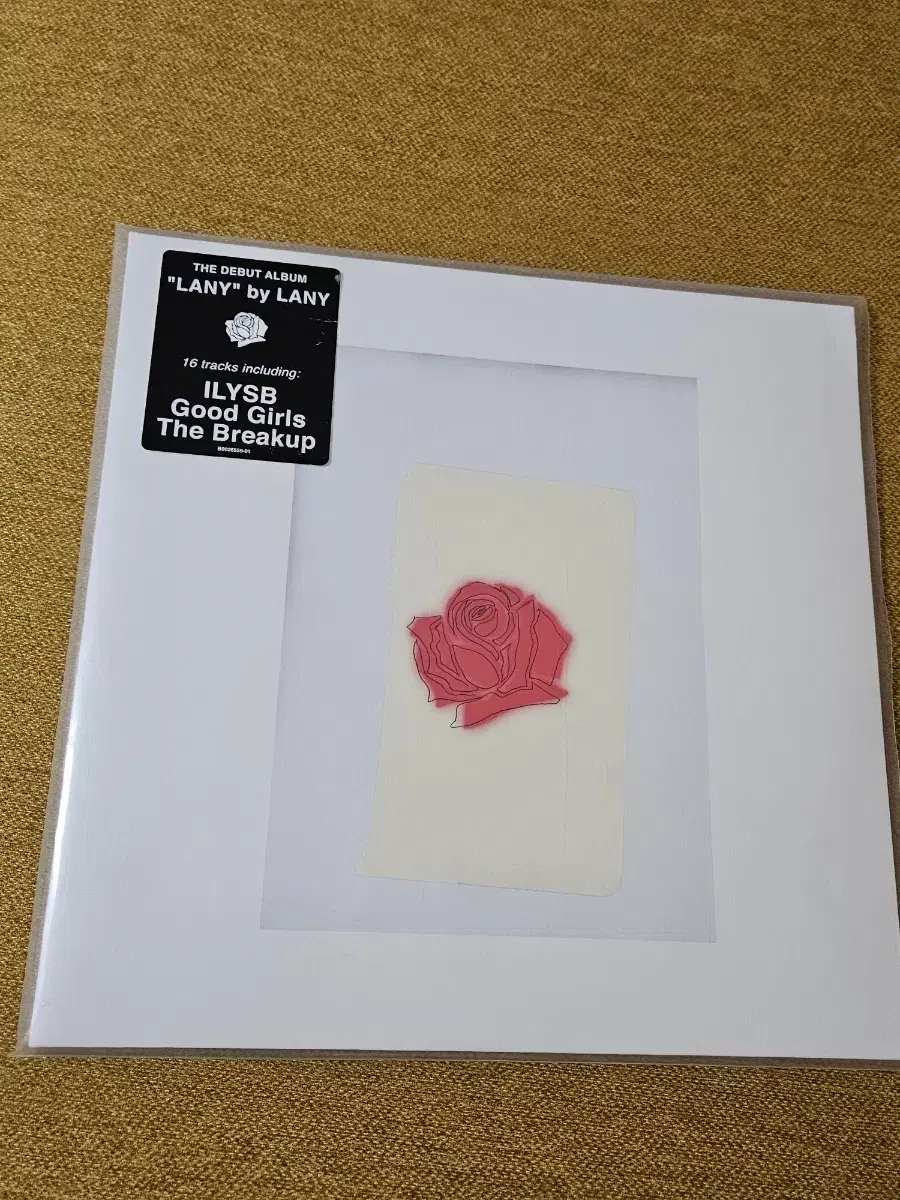 THE DEBUT ALBUM
"LANY" by LANY
16 tracks including:
ILYSB
Good Girls
The Breakup